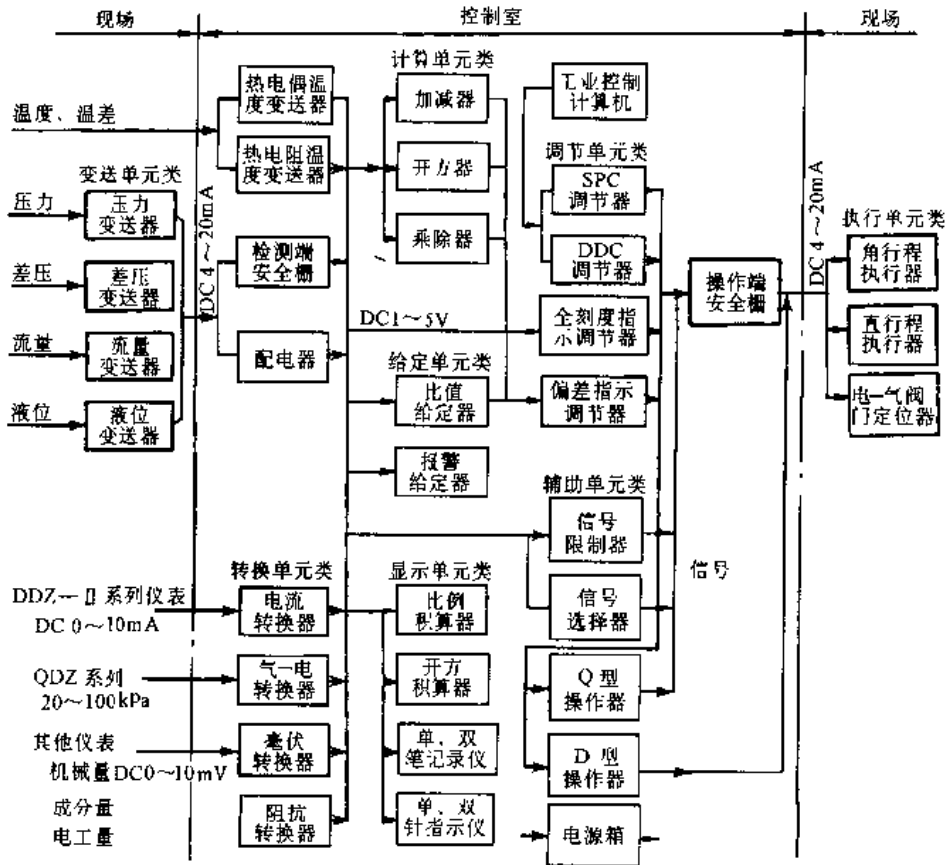 现场
控制室
现场
温度、温差
变送单元类
压力
压力
变送器
差压
差压
变送器
流量
流量
变送器
液位
液位
变送器
DC 4～20mA
热电偶温
度变送器
热电阻温
度变送器
检测端
安全栅
配电器
计算单元类
加减器
开方器
乘除器
DC1～5V
给定单元类
比值
给定器
报警
给定器
工业控制
计算机
调节单元类
SPC
调节器
DDC
调节器
全刻度指
示调节器
偏差指示
调节器
操作端
安全栅
DC 4～20mA
执行单元类
角行程
执行器
直行程
执行器
电-气阀
门定位器
辅助单元类
信号
限制器
信号
选择器
信号
Q 型
操作器
D 型
操作器
电源箱
DDZ-Ⅱ系列仪表
DC 0～10mA
QDZ 系列
20～100kPa
其他仪表
机械量DC0～10mV
成分量
电工量
转换单元类
电流
转换器
气-电
转换器
毫伏
转换器
阻抗
转换器
显示单元类
比例
积算器
开方
积算器
单、双
笔记录仪
单、双
针指示仪